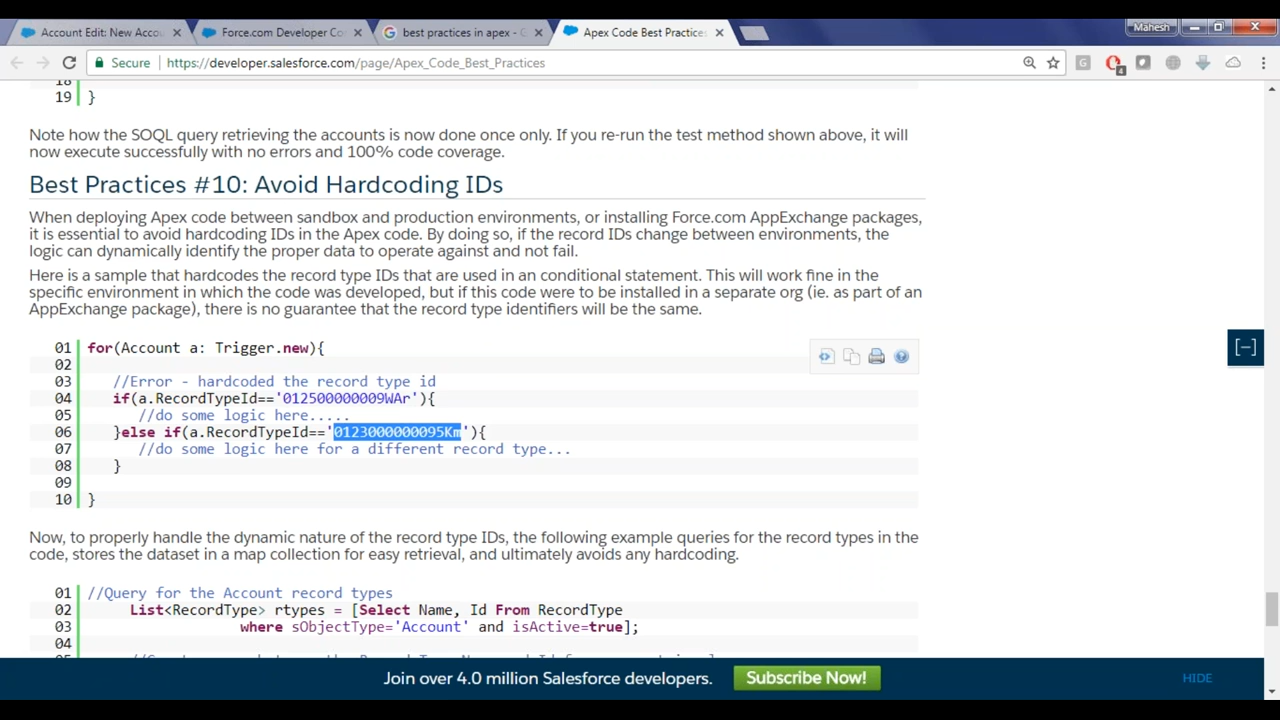 Account Edit: New Accou
Force.com Developer Co
best practices in apex - G
Apex Code Best Practice
Mahesh
Secure
https://developer.salesforce.com/page/Apex_Code_Best_Practices
4
18
19 }
Note how the SOQL query retrieving the accounts is now done once only. If you re-run the test method shown above, it will
now execute successfully with no errors and 100% code coverage.
Best Practices #10: Avoid Hardcoding IDs
When deploying Apex code between sandbox and production environments, or installing Force.com AppExchange packages,
it is essential to avoid hardcoding IDs in the Apex code. By doing so, if the record IDs change between environments, the
logic can dynamically identify the proper data to operate against and not fail.
Here is a sample that hardcodes the record type IDs that are used in an conditional statement. This will work fine in the
specific environment in which the code was developed, but if this code were to be installed in a separate org (ie. as part of an
AppExchange package), there is no guarantee that the record type identifiers will be the same.
01 for(Account a: Trigger.new){
02
03 //Error - hardcoded the record type id
04 if(a.RecordTypeId=='012500000009WAr'){
05 //do some logic here.....
06 }else if(a.RecordTypeId=='0123000000095Km'){
07 //do some logic here for a different record type...
08 }
09
10 }
[-]
Now, to properly handle the dynamic nature of the record type IDs, the following example queries for the record types in the
code, stores the dataset in a map collection for easy retrieval, and ultimately avoids any hardcoding.
01 //Query for the Account record types
02 List<RecordType> rtypes = [Select Name, Id From RecordType
03 where sObjectType='Account' and isActive=true];
04
Join over 4.0 million Salesforce developers.
Subscribe Now!
HIDE